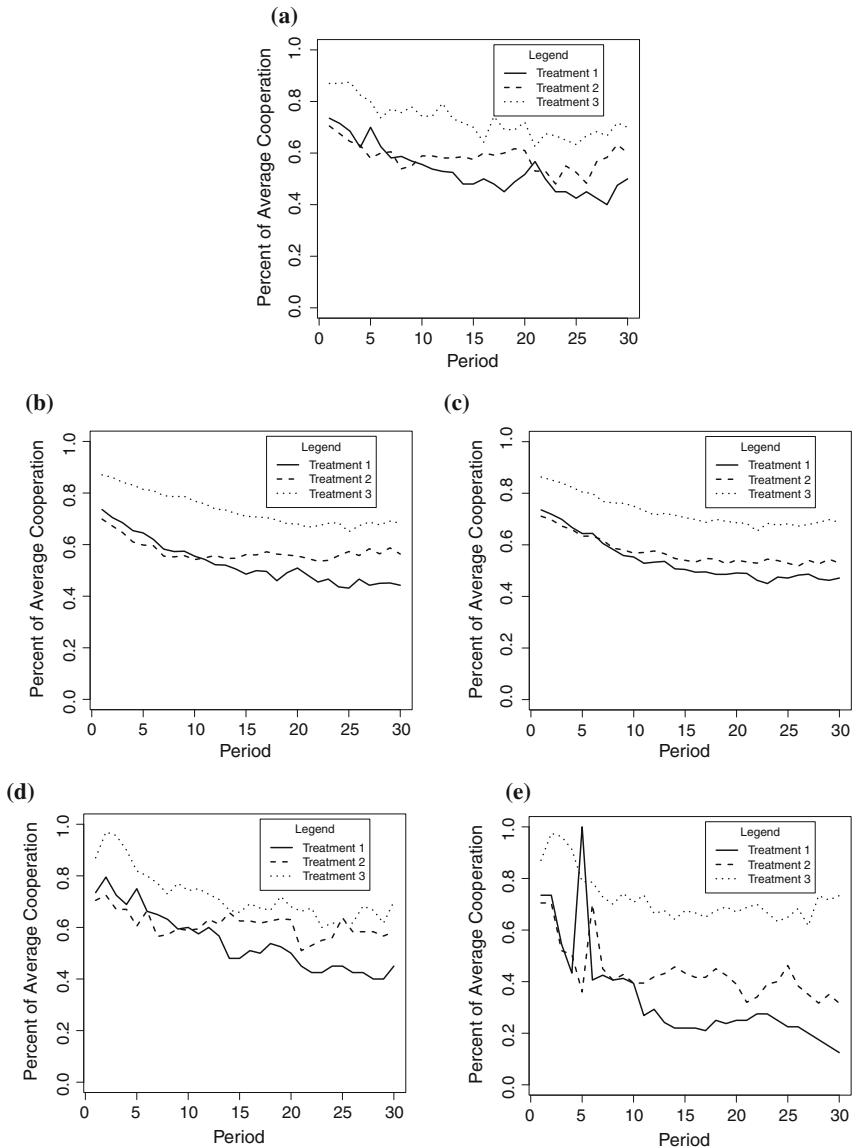 (a)
Percent of Average Cooperation
1.0
0.8
0.6
0.4
0.2
0.0
Legend
Treatment 1
Treatment 2
Treatment 3
0 5 10 15 20 25 30
Period
(b)
Percent of Average Cooperation
1.0
0.8
0.6
0.4
0.2
0.0
Legend
Treatment 1
Treatment 2
Treatment 3
0 5 10 15 20 25 30
Period
(c)
Percent of Average Cooperation
1.0
0.8
0.6
0.4
0.2
0.0
Legend
Treatment 1
Treatment 2
Treatment 3
0 5 10 15 20 25 30
Period
(d)
Percent of Average Cooperation
1.0
0.8
0.6
0.4
0.2
0.0
Legend
Treatment 1
Treatment 2
Treatment 3
0 5 10 15 20 25 30
Period
(e)
Percent of Average Cooperation
1.0
0.8
0.6
0.4
0.2
0.0
Legend
Treatment 1
Treatment 2
Treatment 3
0 5 10 15 20 25 30
Period